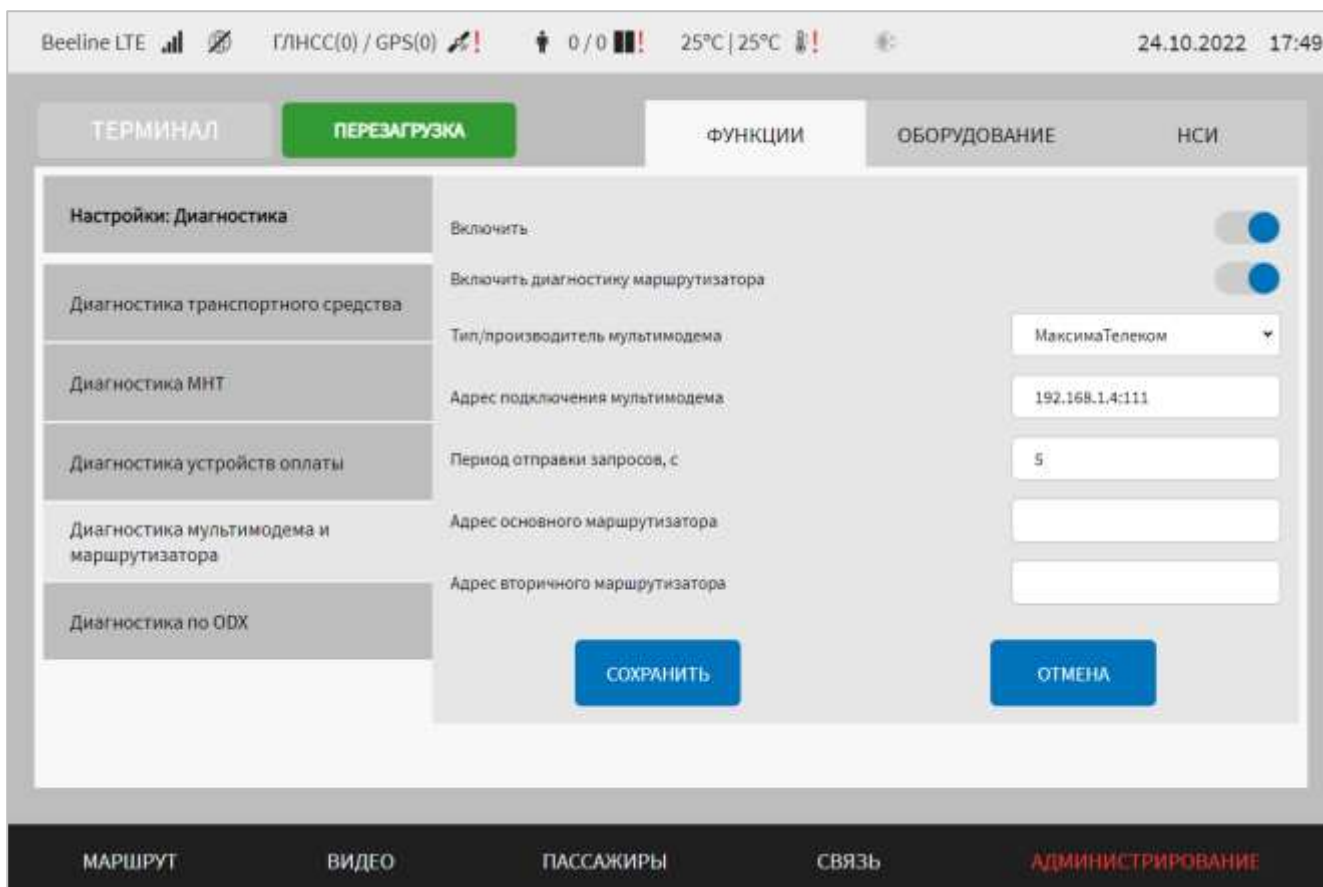 Beeline LTE ГЛНСС(0) / GPS(0) ! 0/0 ! 25°C | 25°C ! 24.10.2022 17:49
ТЕРМИНАЛ ПЕРЕЗАГРУЗКА ФУНКЦИИ ОБОРУДОВАНИЕ НСИ
Настройки: Диагностика
Диагностика транспортного средства
Диагностика МНТ
Диагностика устройств оплаты
Диагностика мультимодема и
маршрутизатора
Диагностика по ODX
Включить
Включить диагностику маршрутизатора
Тип/производитель мультимодема МаксимаТелеком
Адрес подключения мультимодема 192.168.1.4:111
Период отправки запросов, с 5
Адрес основного маршрутизатора
Адрес вторичного маршрутизатора
СОХРАНИТЬ ОТМЕНА
МАРШРУТ ВИДЕО ПАССАЖИРЫ СВЯЗЬ АДМИНИСТРИРОВАНИЕ